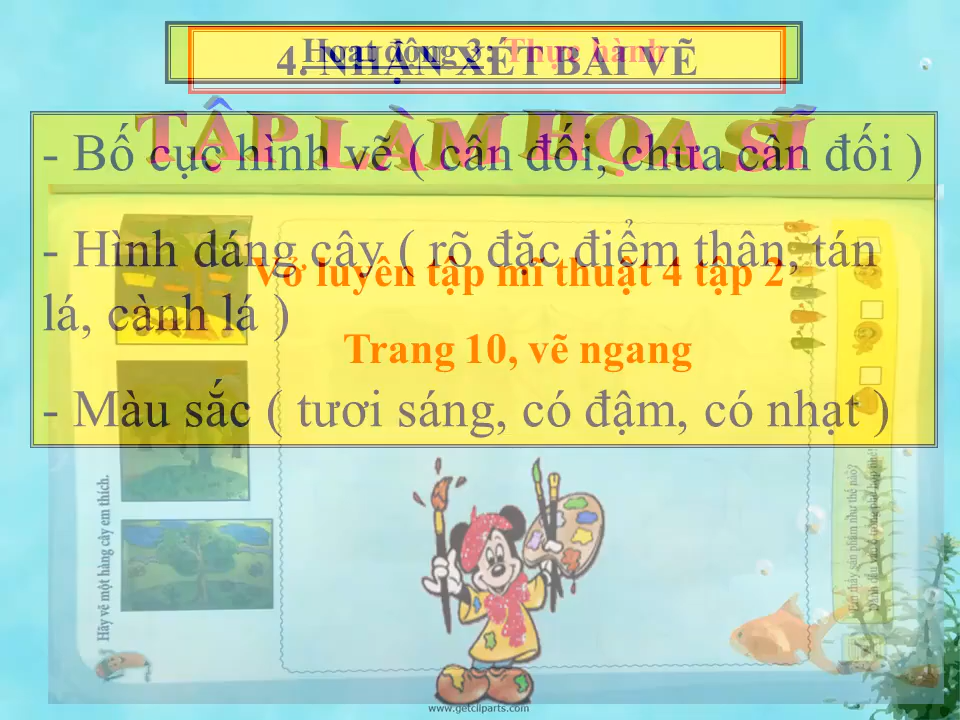 Hoạt động 3: Thực hành
4. NHẬN XÉT BÀI VẼ
TẬP LÀM HỌA SĨ
- Bố cục hình vẽ ( cân đối, chưa cân đối )
- Hình dáng cây ( rõ đặc điểm thân, tán
lá, cành lá )
Vở luyện tập mĩ thuật 4 tập 2
Trang 10, vẽ ngang
- Màu sắc ( tươi sáng, có đậm, có nhạt )
Hãy vẽ một hàng cây em thích.
www.getcliparts.com